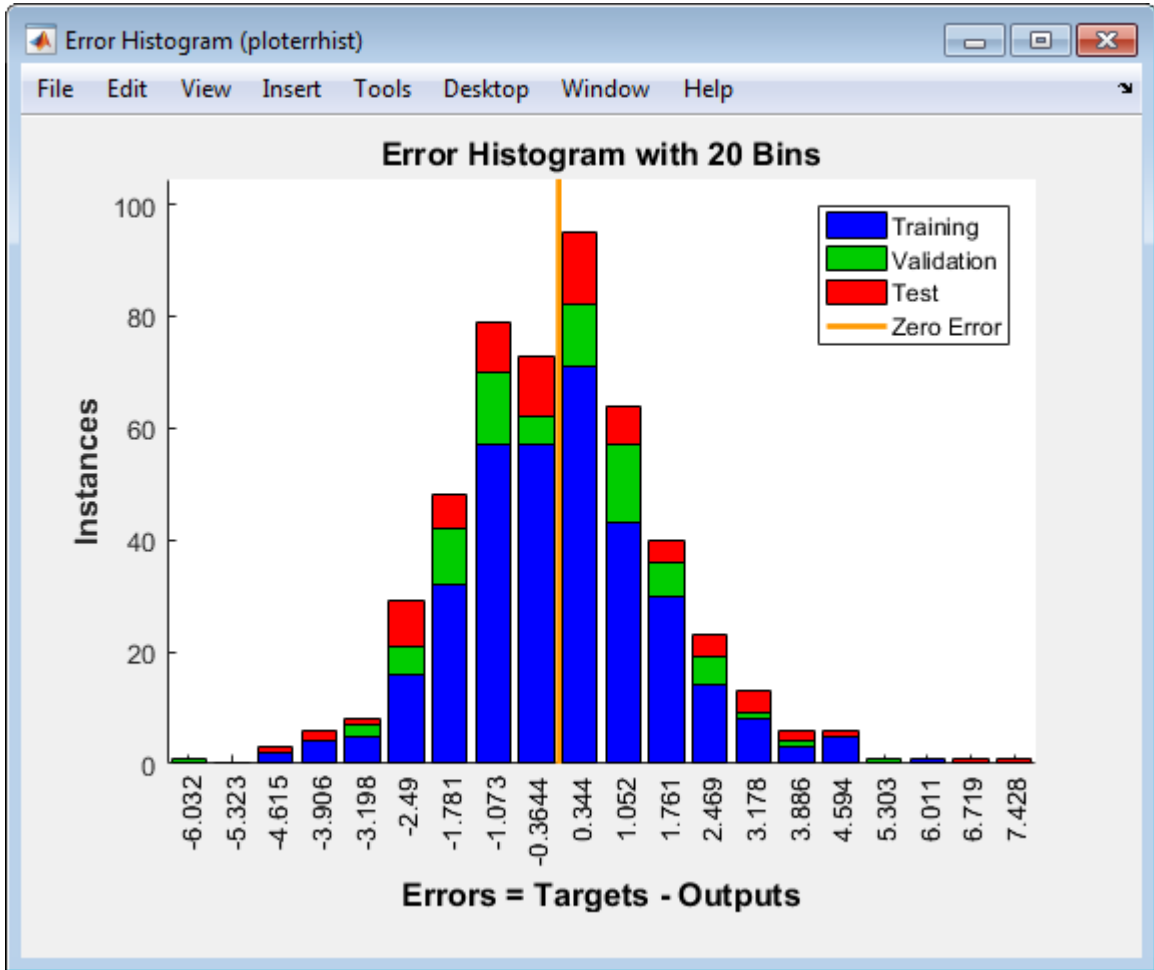 Error Histogram (ploterrhist)
File Edit View Insert Tools Desktop Window Help
Error Histogram with 20 Bins
Training
Validation
Test
Zero Error
Instances
100
80
60
40
20
0
-6.032 -5.323 -4.615 -3.906 -3.198 -2.49 -1.781 -1.073 -0.3644 0.344 1.052 1.761 2.469 3.178 3.886 4.594 5.303 6.011 6.719 7.428
Errors = Targets - Outputs